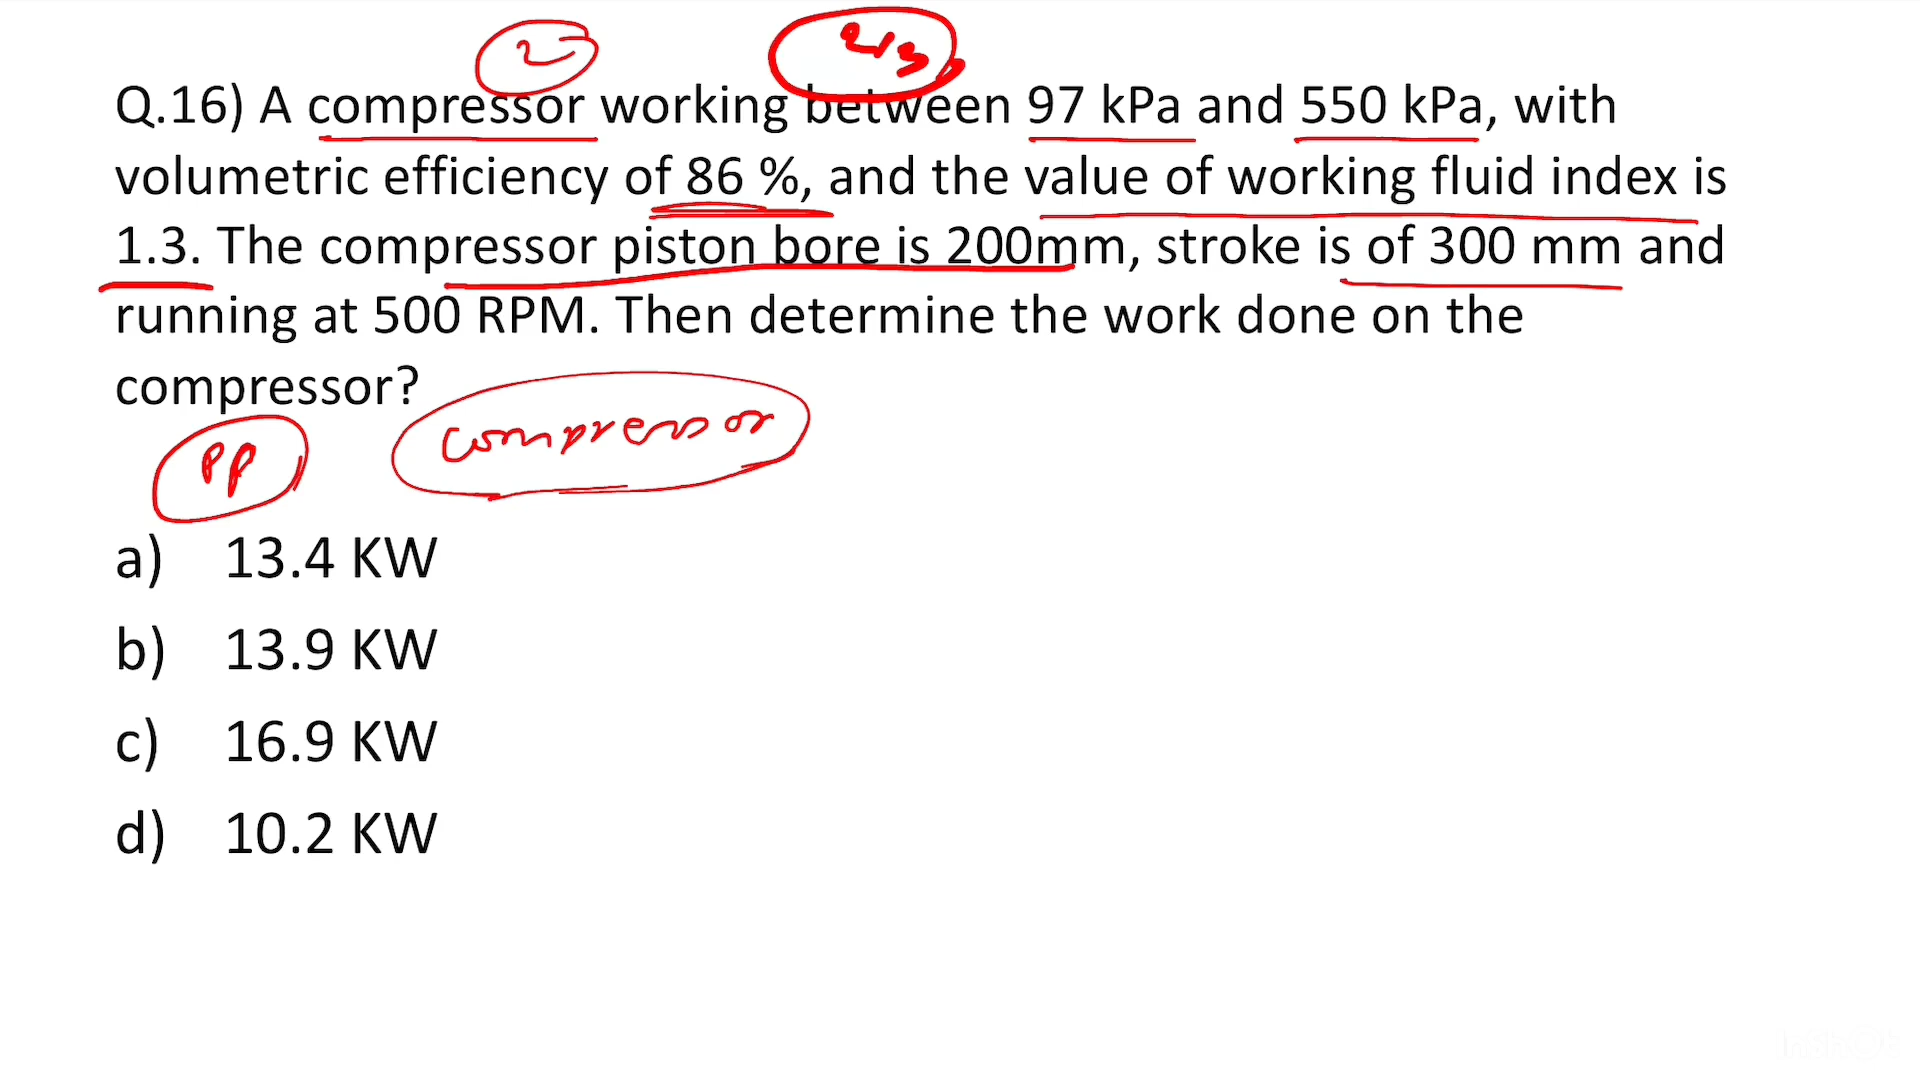 Q.16) A compressor working between 97 kPa and 550 kPa, with
volumetric efficiency of 86 %, and the value of working fluid index is
1.3. The compressor piston bore is 200mm, stroke is of 300 mm and
running at 500 RPM. Then determine the work done on the
compressor?
compressor
a) 13.4 KW
b) 13.9 KW
c) 16.9 KW
d) 10.2 KW